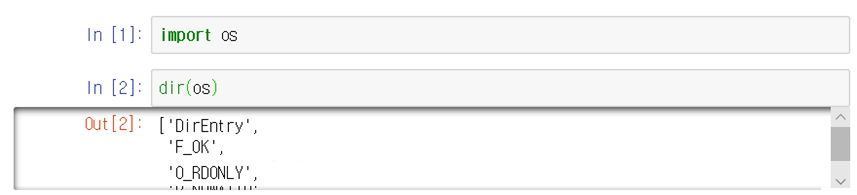 In [1]: import os
In [2]: dir(os)
Out[2]: ['DirEntry',
'F_OK',
'O_RDONLY',